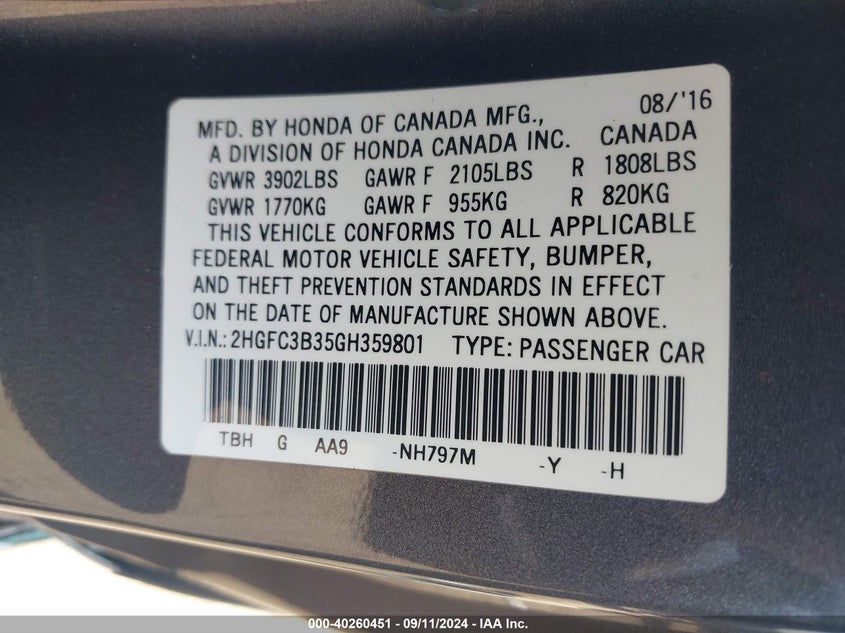 08/'16
MFD. BY HONDA OF CANADA MFG.,
A DIVISION OF HONDA CANADA INC. CANADA
GVWR 3902LBS GAWR F 2105LBS R 1808LBS
GVWR 1770KG GAWR F 955KG R 820KG
THIS VEHICLE CONFORMS TO ALL APPLICABLE
FEDERAL MOTOR VEHICLE SAFETY, BUMPER,
AND THEFT PREVENTION STANDARDS IN EFFECT
ON THE DATE OF MANUFACTURE SHOWN ABOVE.
V.I.N.: 2HGFC3B35GH359801 TYPE: PASSENGER CAR
TBH G AA9 -NH797M -Y -H
000-40260451 - 09/11/2024 - IAA Inc.